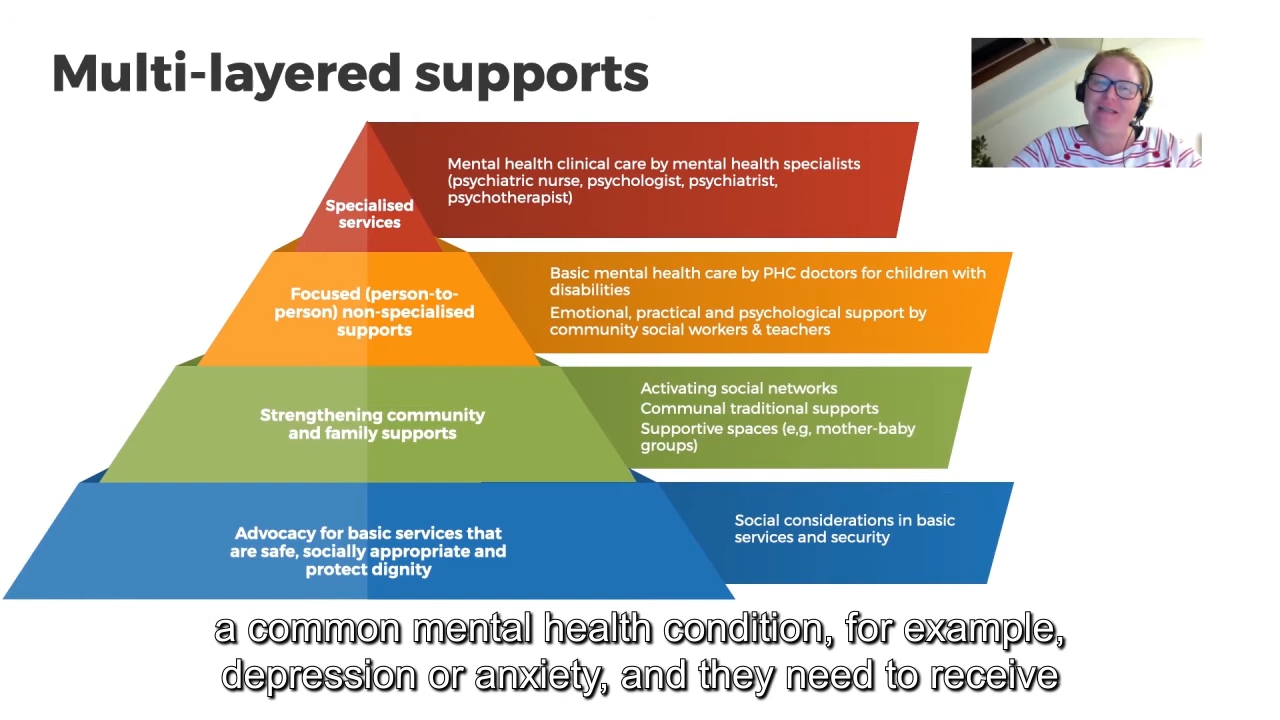 Multi-layered supports
Specialised
services
Mental health clinical care by mental health specialists
(psychiatric nurse, psychologist, psychiatrist,
psychotherapist)
Focused (person-to-
person) non-specialised
supports
Basic mental health care by PHC doctors for children with
disabilities
Emotional, practical and psychological support by
community social workers & teachers
Strengthening community
and family supports
Activating social networks
Communal traditional supports
Supportive spaces (e,g, mother-baby
groups)
Advocacy for basic services that
are safe, socially appropriate and
protect dignity
Social considerations in basic
services and security
a common mental health condition, for example,
depression or anxiety, and they need to receive